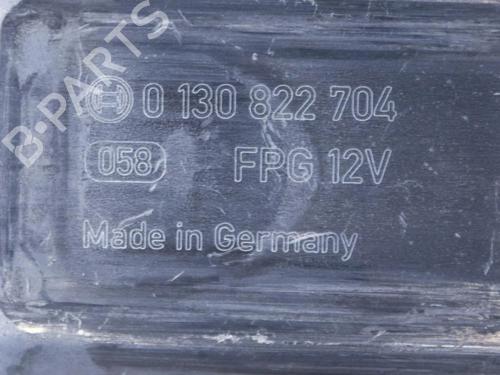 B-PARTS
0 130 822 704
058 FPG 12V
Made in Germany